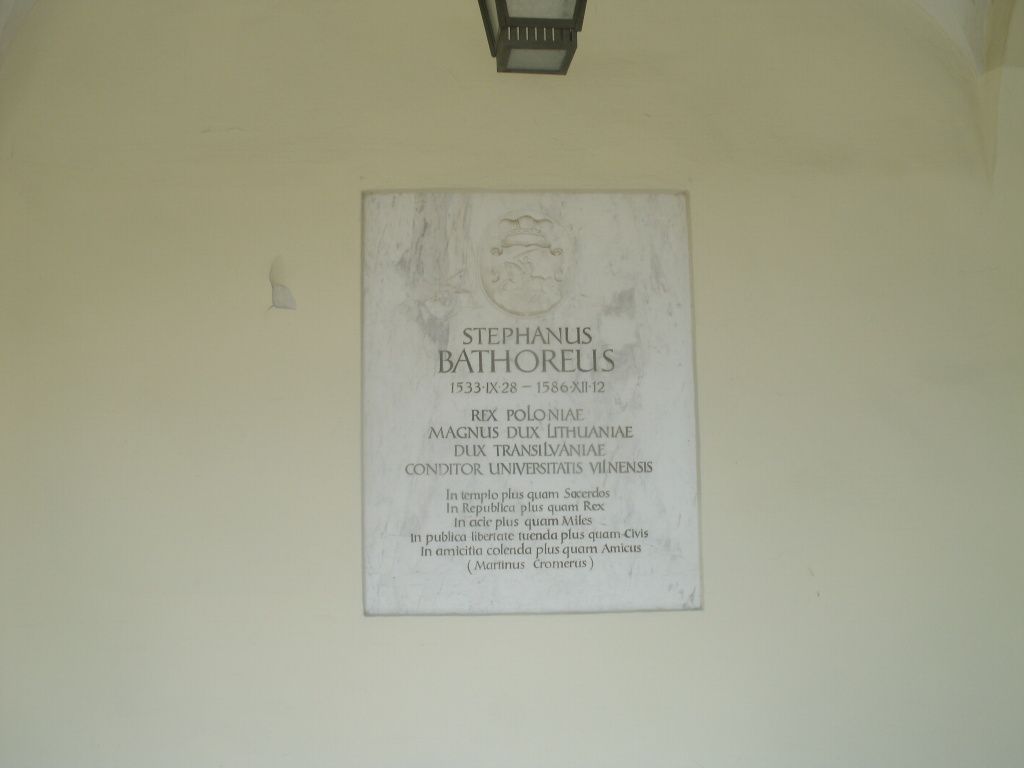 STEPHANUS
BATHOREUS
1533·IX·28 – 1586·XII·12
REX POLONIAE
MAGNUS DUX LITHUANIAE
DUX TRANSILVANIAE
CONDITOR UNIVERSITATIS VILNENSIS
In templo plus quam Sacerdos
In Republica plus quam Rex
In acie plus quam Miles
In publica libertate tuenda plus quam Civis
In amicitia colenda plus quam Amicus
(Martinus Cromerus)